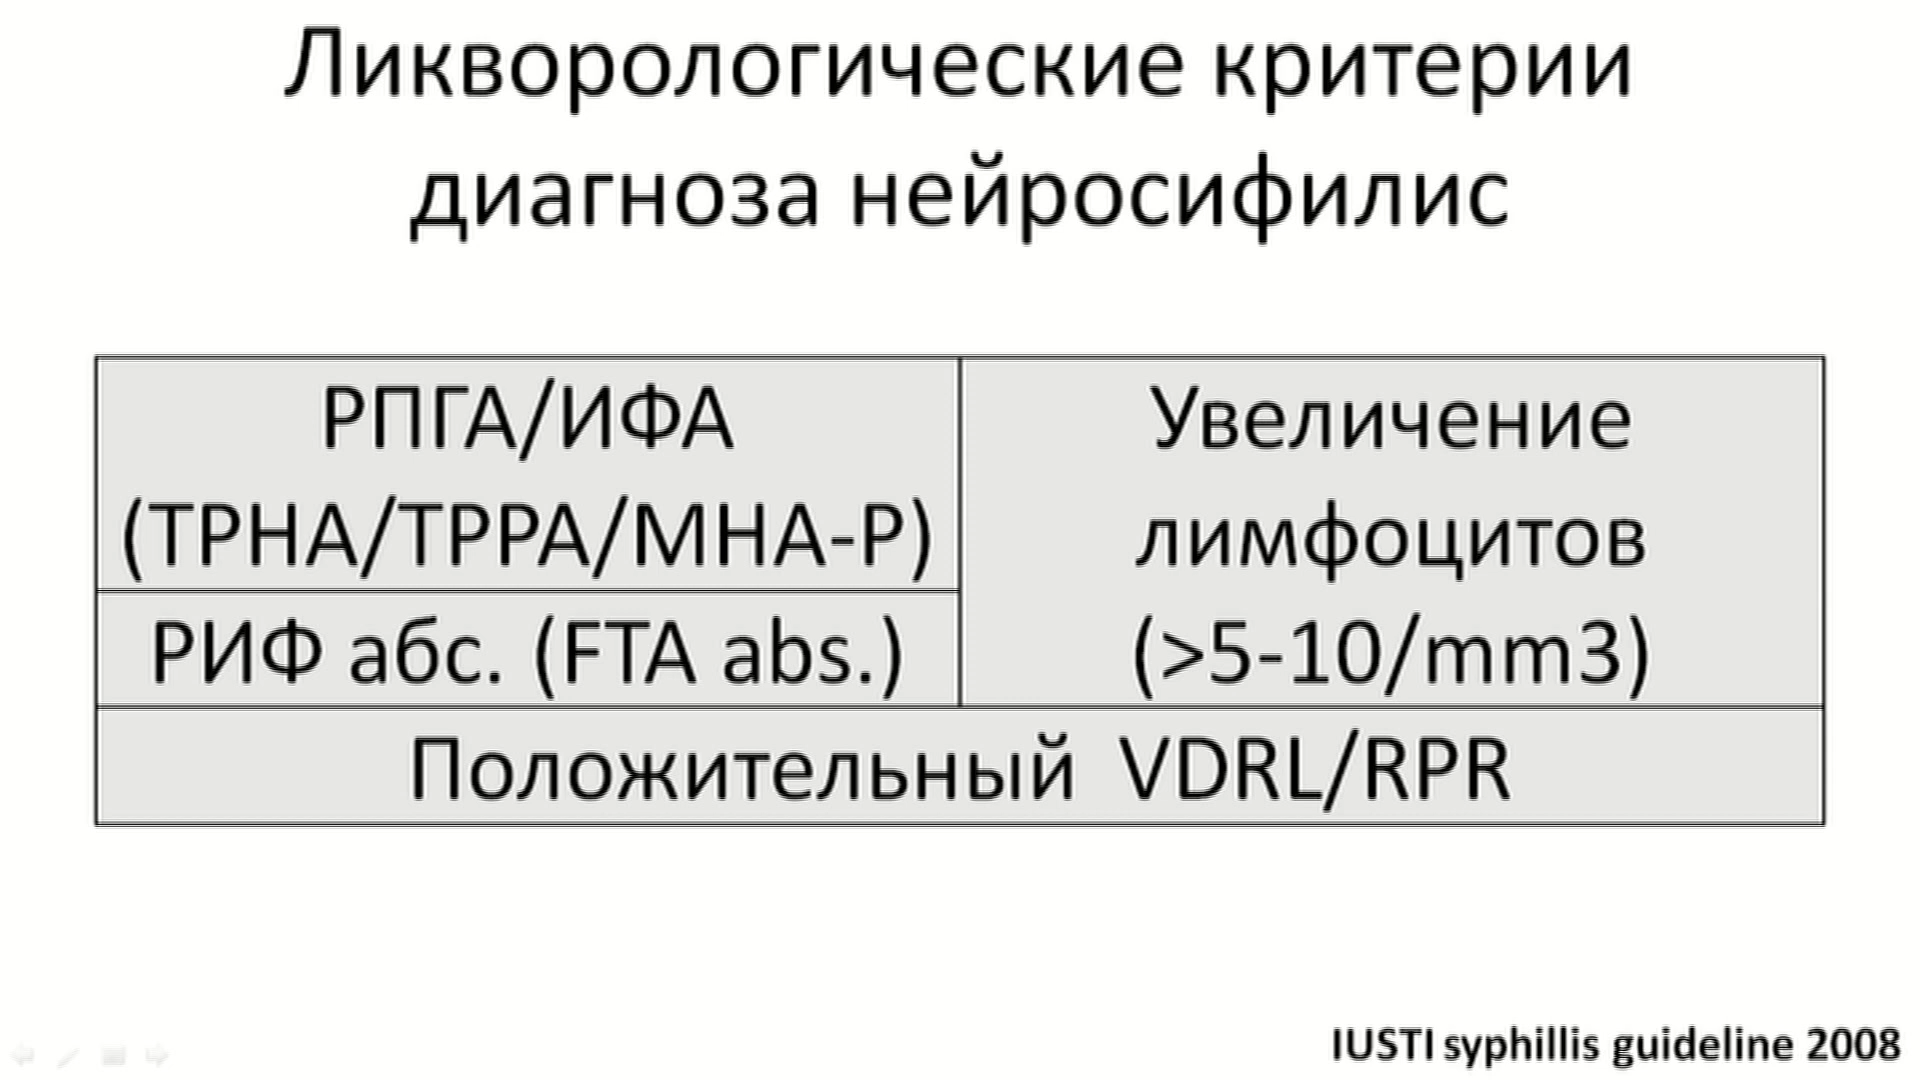 Ликворологические критерии
диагноза нейросифилис
РПГА/ИФА
(TPHA/TPPA/MHA-P)
РИФ абс. (FTA abs.)
Увеличение
лимфоцитов
(>5-10/mm3)
Положительный VDRL/RPR
IUSTI syphillis guideline 2008